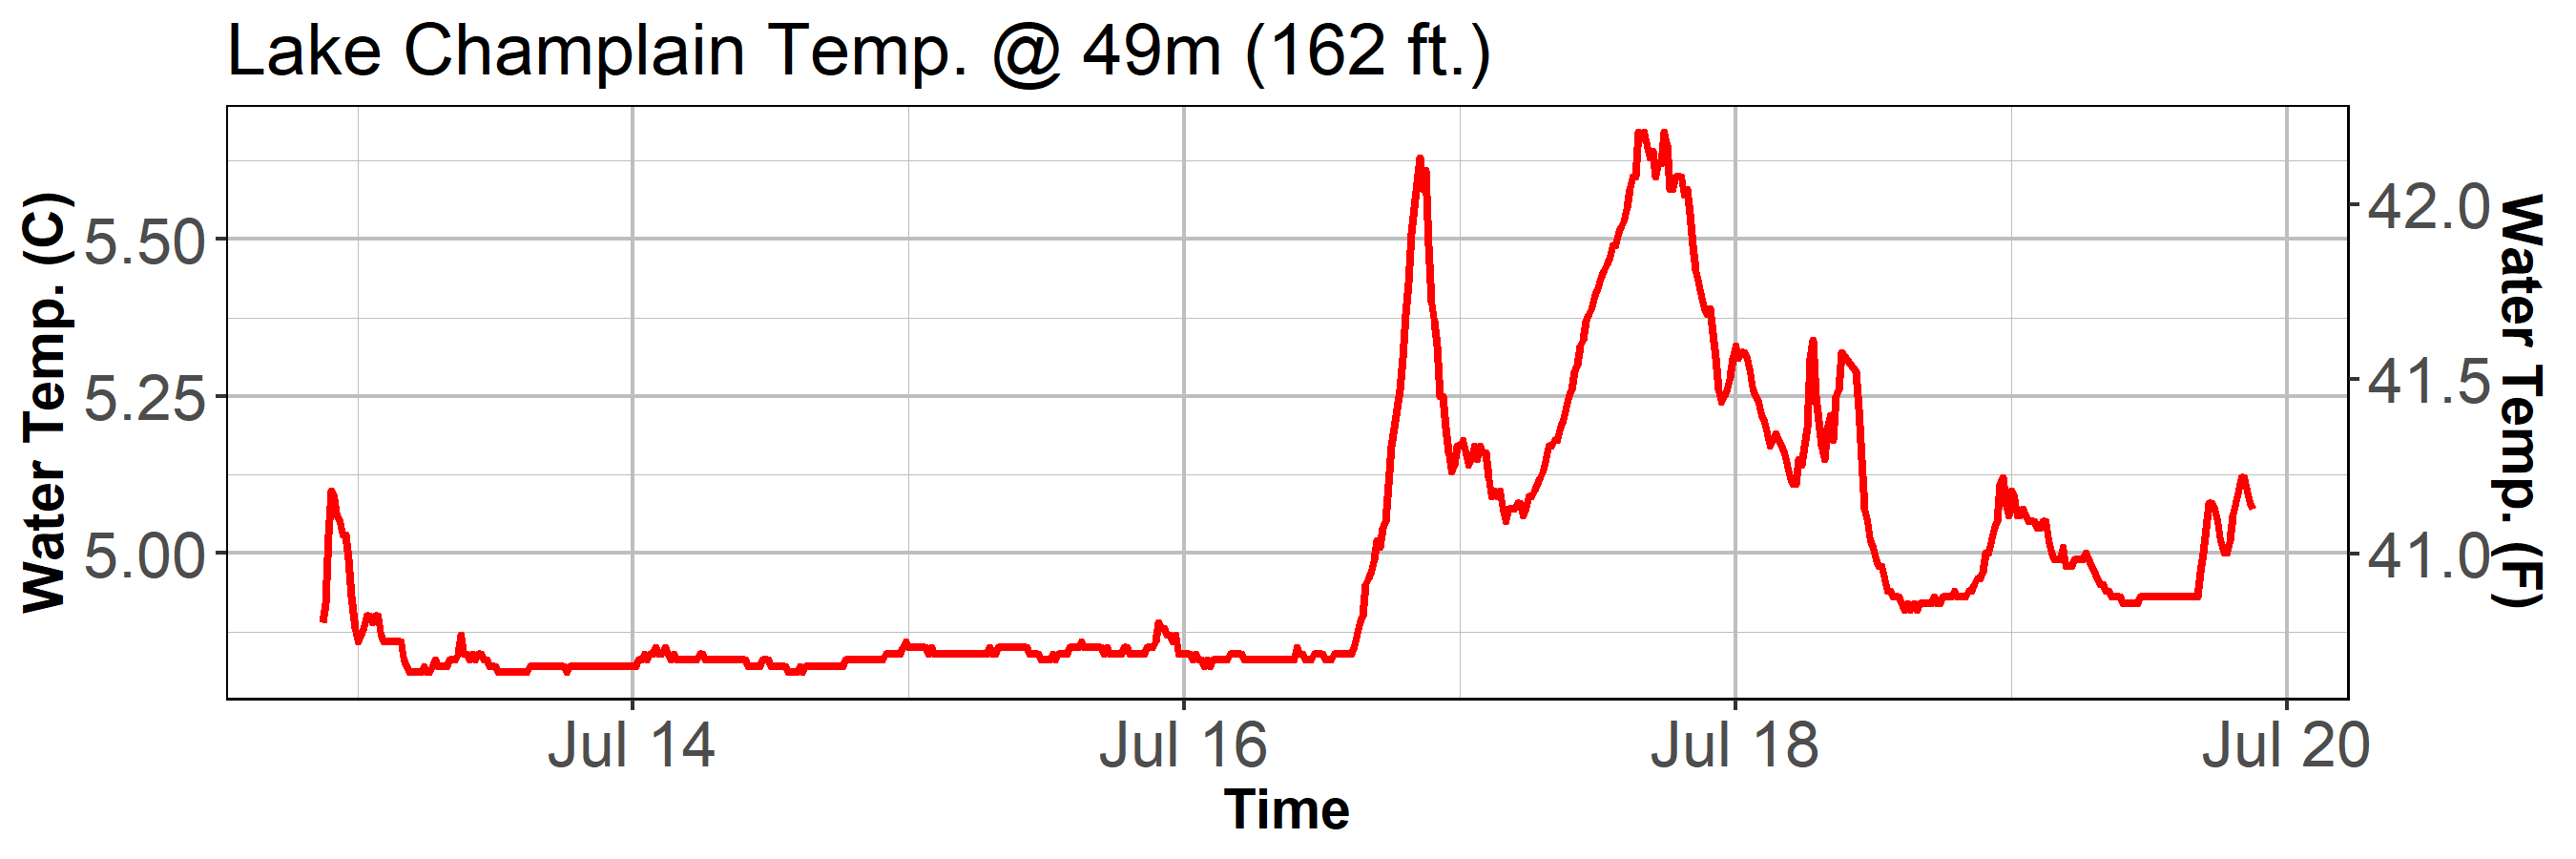 Lake Champlain Temp. @ 49m (162 ft.)
Water Temp. (C)
5.50
5.25
5.00
42.0
41.5
41.0
Water Temp. (F)
Jul 14
Jul 16
Jul 18
Jul 20
Time